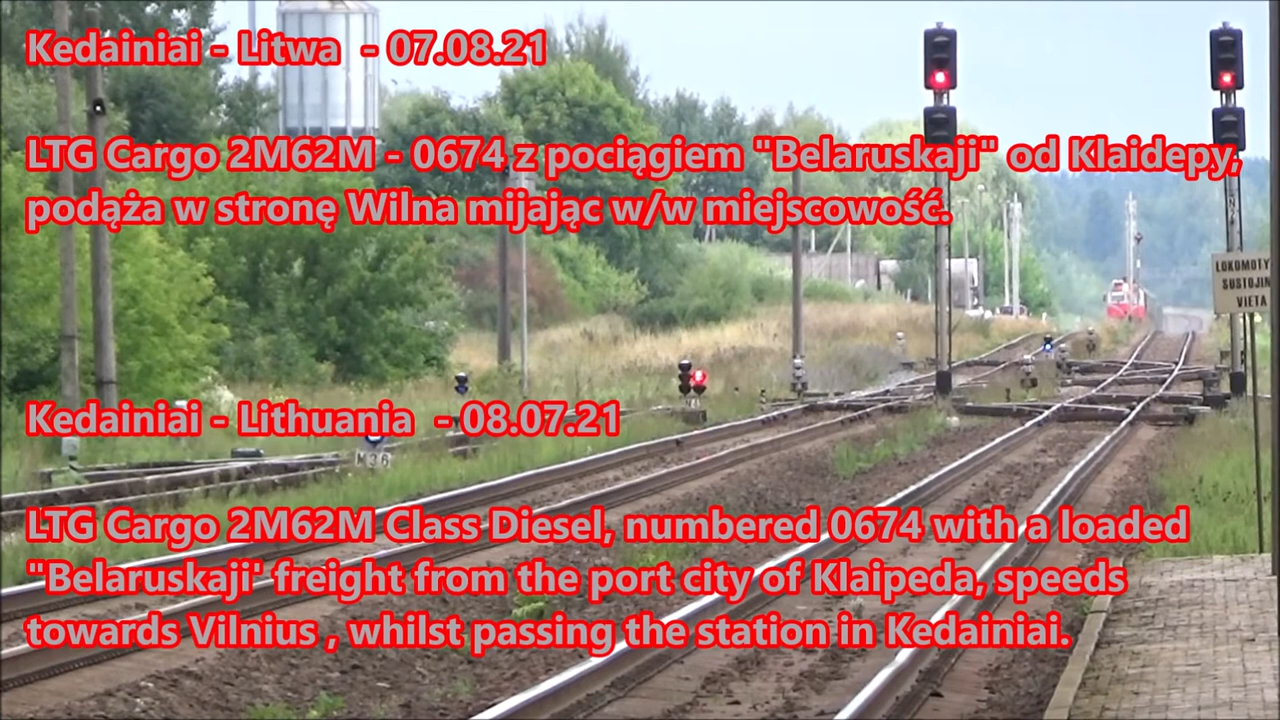 Kedainiai - Litwa - 07.08.21
LTG Cargo 2M62M - 0674 z pociągiem "Belaruskaji" od Klaidepy,
podąża w stronę Wilna mijając w/w miejscowość.
LOKOMOTY
SUSTOJIM
VIETA
Kedainiai - Lithuania - 08.07.21
M36
LTG Cargo 2M62M Class Diesel, numbered 0674 with a loaded
"Belaruskaji' freight from the port city of Klaipeda, speeds
towards Vilnius , whilst passing the station in Kedainiai.